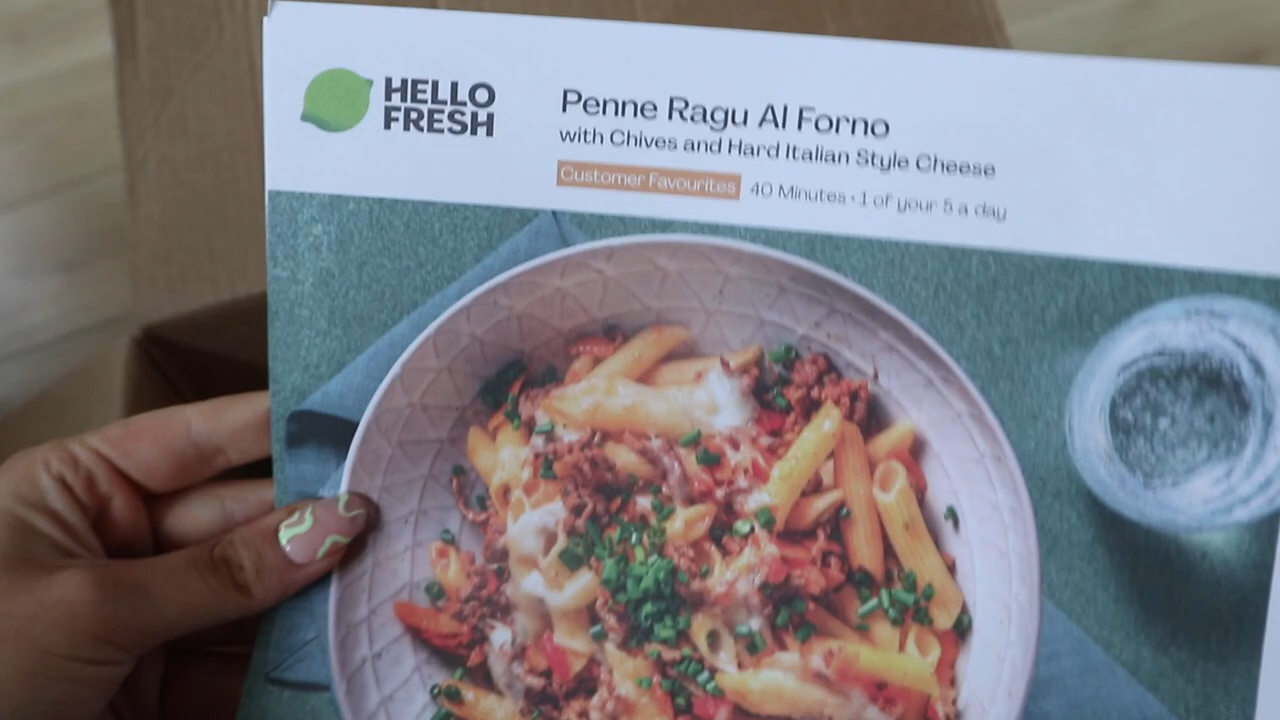 HELLO
FRESH
Penne Ragu Al Forno
with Chives and Hard Italian Style Cheese
Customer Favourites 40 Minutes • 1 of your 5 a day